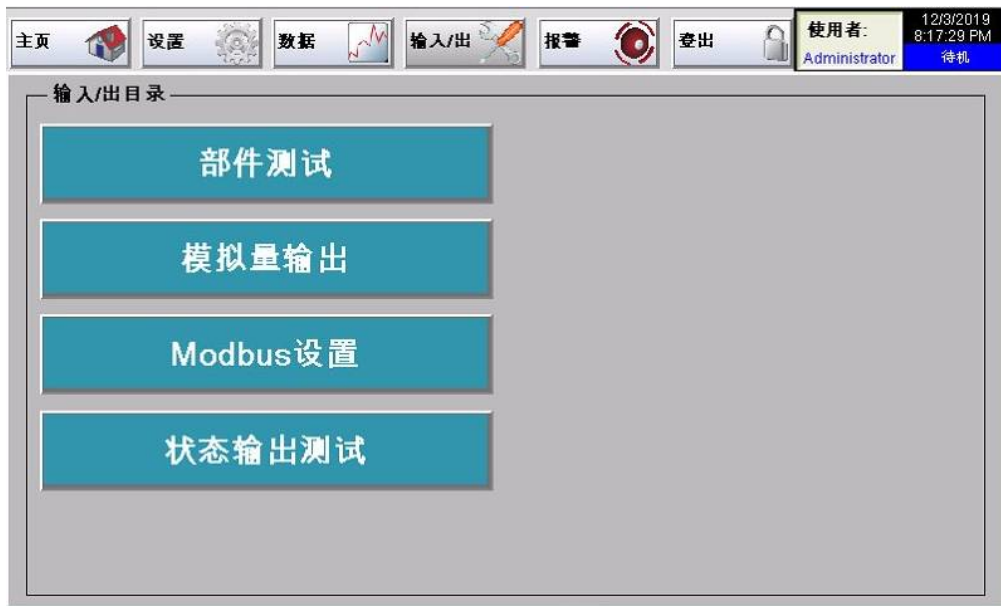 主页
设置
数据
输入/出
报警
登出
使用者:
Administrator
12/3/2019
8:17:29 PM
待机
输入/出目录
部件测试
模拟量输出
Modbus设置
状态输出测试